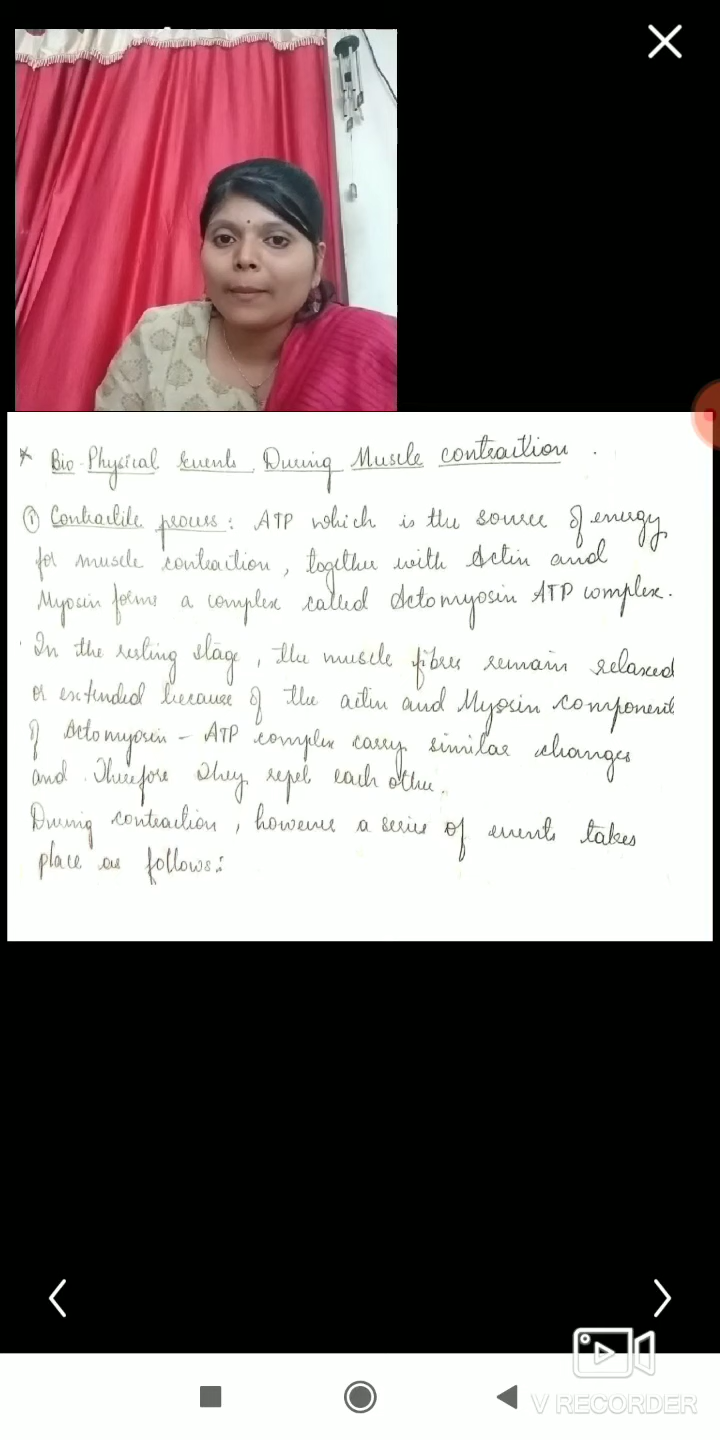 * Bio-Physical events During Muscle contraction.
① Contractile process: ATP which is the source of energy
for muscle contraction, together with Actin and
Myosin forms a complex called Actomyosin ATP complex.
In the resting stage, the muscle fibres remain relaxed
or extended because of the actin and Myosin component
of Actomyosin - ATP complex carry similar changes
and Therefore They repel each other.
During contraction, however a series of events takes
place as follows:
V RECORDER